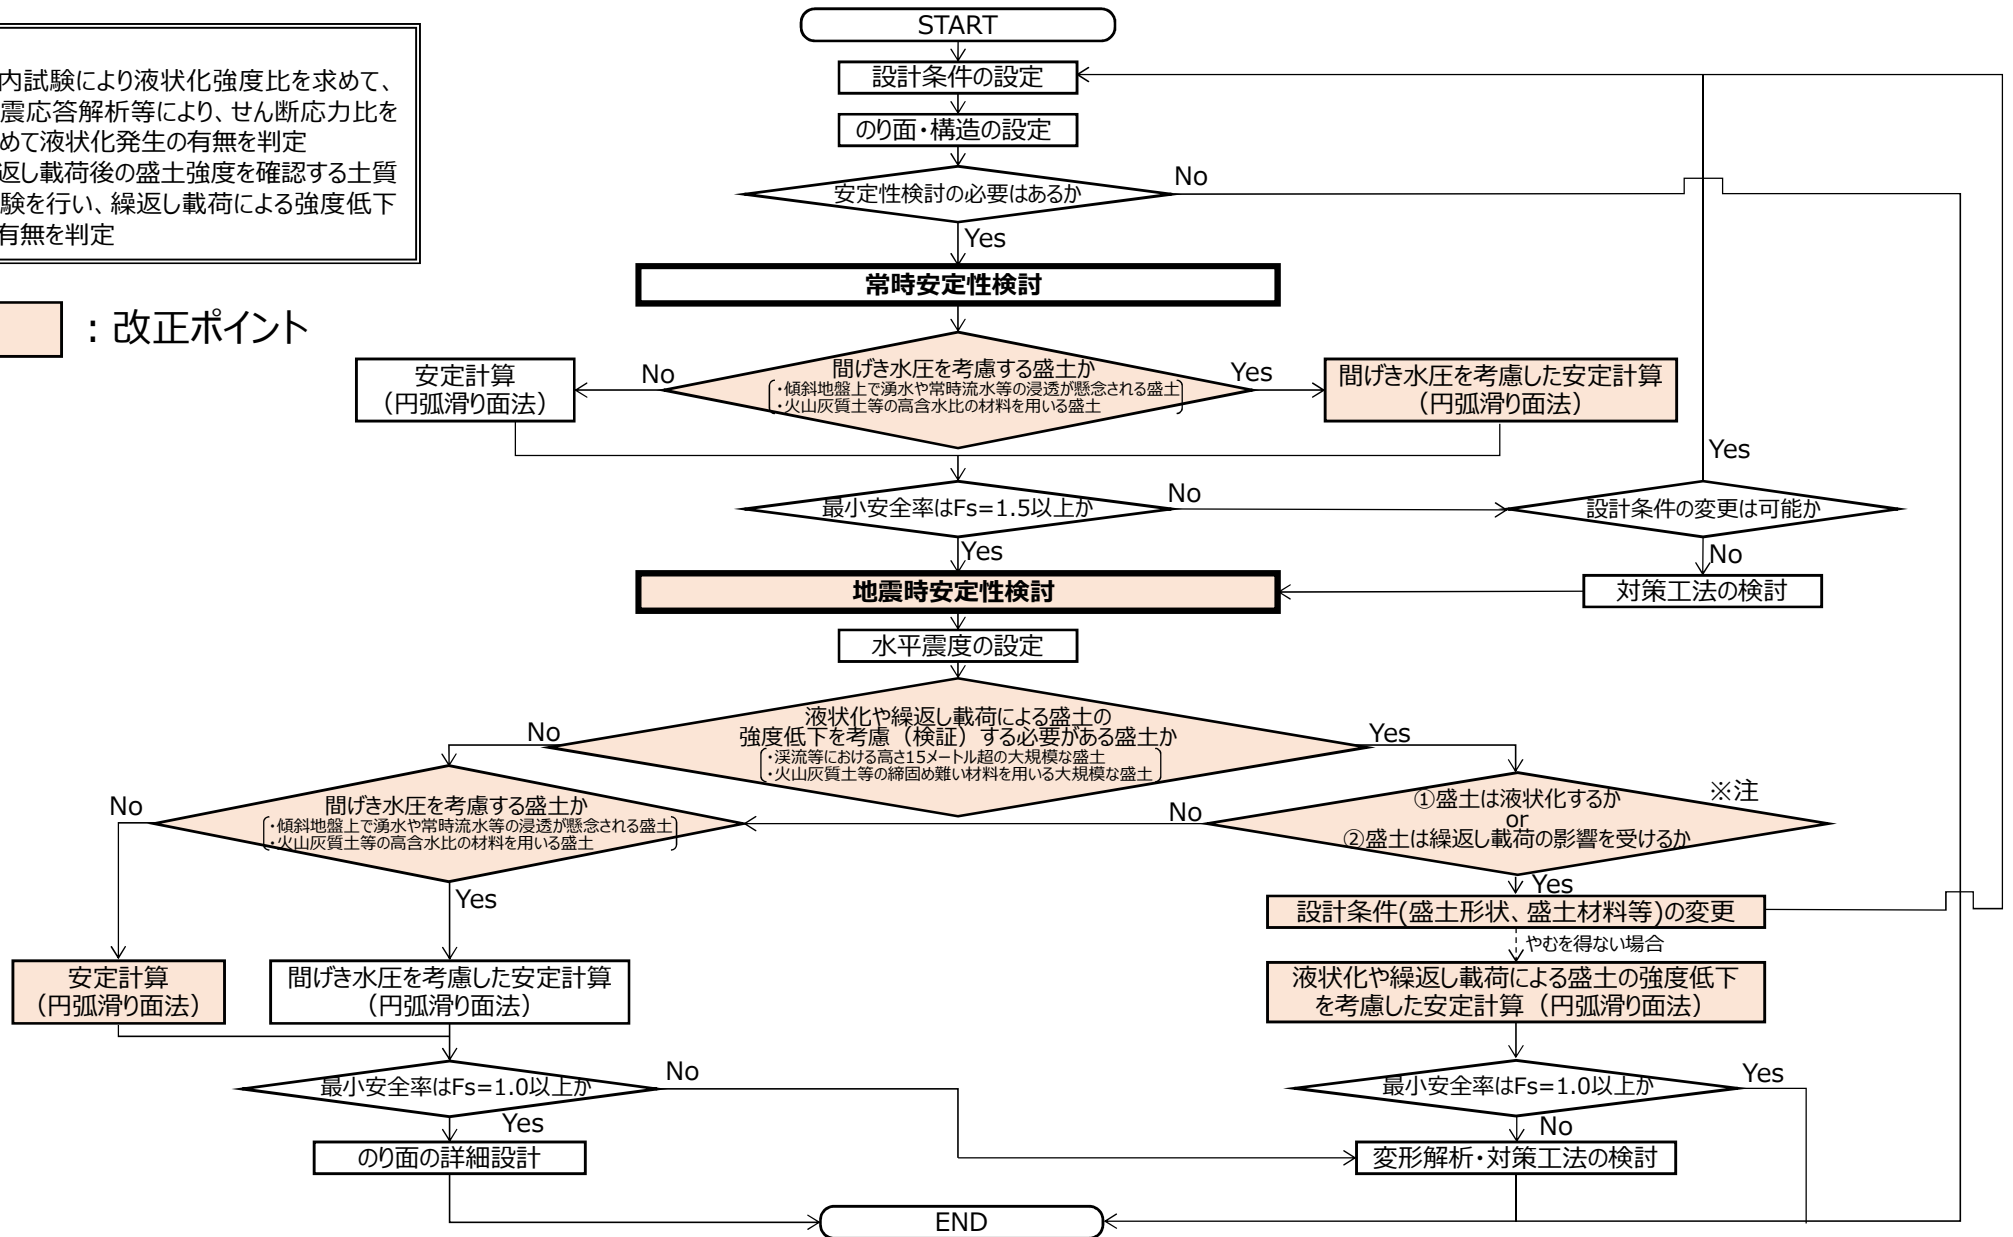 START
内試験により液状化強度比を求めて、
震応答解析等により、せん断応力比を
めて液状化発生の有無を判定
返し載荷後の盛土強度を確認する土質
験を行い、繰返し載荷による強度低下
有無を判定
：改正ポイント
設計条件の設定
のり面・構造の設定
安定性検討の必要はあるか
No
Yes
常時安定性検討
間げき水圧を考慮する盛土か
・傾斜地盤上で湧水や常時流水等の浸透が懸念される盛土
・火山灰質土等の高含水比の材料を用いる盛土
No
Yes
安定計算
（円弧滑り面法）
間げき水圧を考慮した安定計算
（円弧滑り面法）
最小安全率はFs=1.5以上か
No
Yes
設計条件の変更は可能か
Yes
No
対策工法の検討
地震時安定性検討
水平震度の設定
液状化や繰返し載荷による盛土の
強度低下を考慮（検証）する必要がある盛土か
・渓流等における高さ15メートル超の大規模な盛土
・火山灰質土等の締固め難い材料を用いる大規模な盛土
No
Yes
間げき水圧を考慮する盛土か
・傾斜地盤上で湧水や常時流水等の浸透が懸念される盛土
・火山灰質土等の高含水比の材料を用いる盛土
No
Yes
①盛土は液状化するか
or
②盛土は繰返し載荷の影響を受けるか
※注
No
Yes
設計条件(盛土形状、盛土材料等)の変更
やむを得ない場合
安定計算
（円弧滑り面法）
間げき水圧を考慮した安定計算
（円弧滑り面法）
液状化や繰返し載荷による盛土の強度低下
を考慮した安定計算（円弧滑り面法）
最小安全率はFs=1.0以上か
No
Yes
最小安全率はFs=1.0以上か
Yes
No
のり面の詳細設計
変形解析・対策工法の検討
END